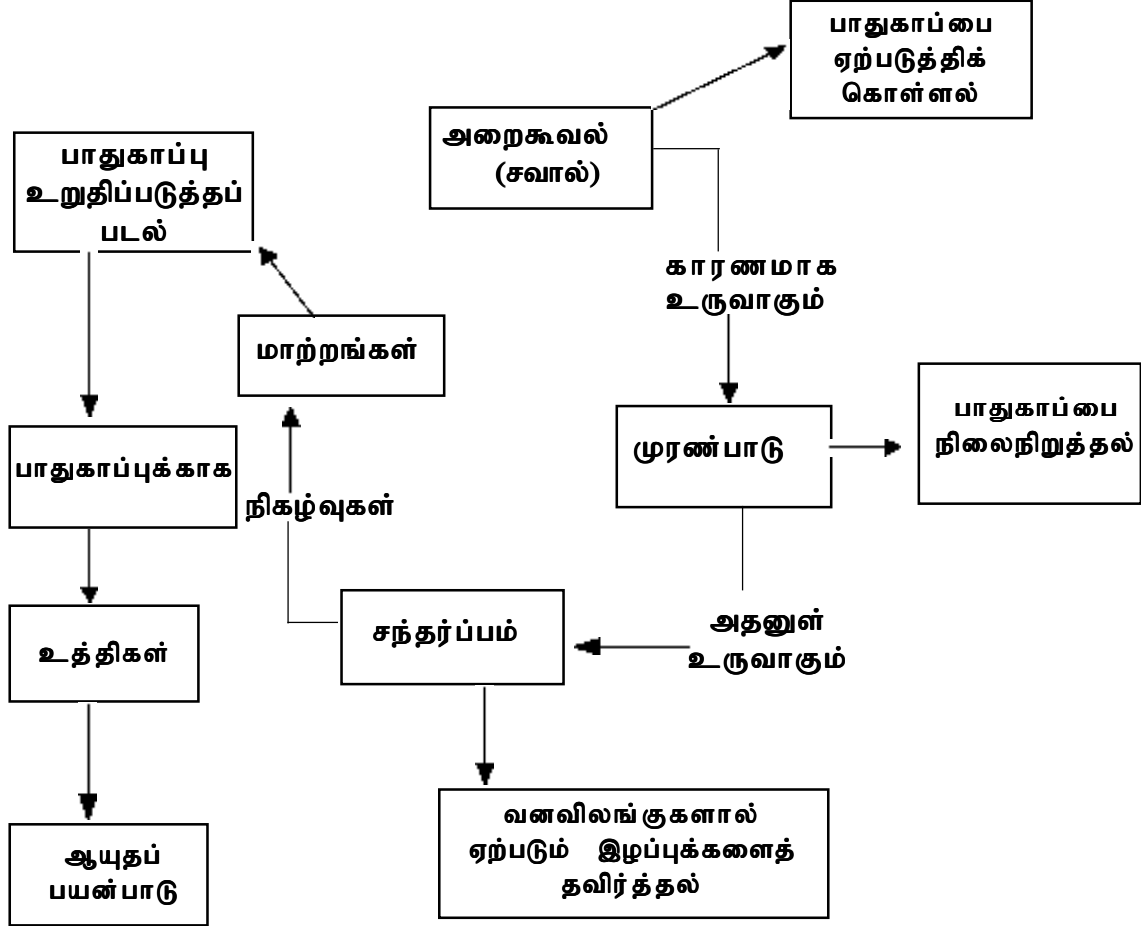 பாதுகாப்பை
ஏற்படுத்திக்
கொள்ளல்
அறைகூவல்
(சவால்)
பாதுகாப்பு
உறுதிப்படுத்தப்
படல்
காரணமாக
உருவாகும்
மாற்றங்கள்
பாதுகாப்பை
நிலைநிறுத்தல்
முரண்பாடு
பாதுகாப்புக்காக
நிகழ்வுகள்
சந்தர்ப்பம்
அதனுள்
உருவாகும்
உத்திகள்
வனவிலங்குகளால்
ஏற்படும் இழப்புக்களைத்
தவிர்த்தல்
ஆயுதப்
பயன்பாடு